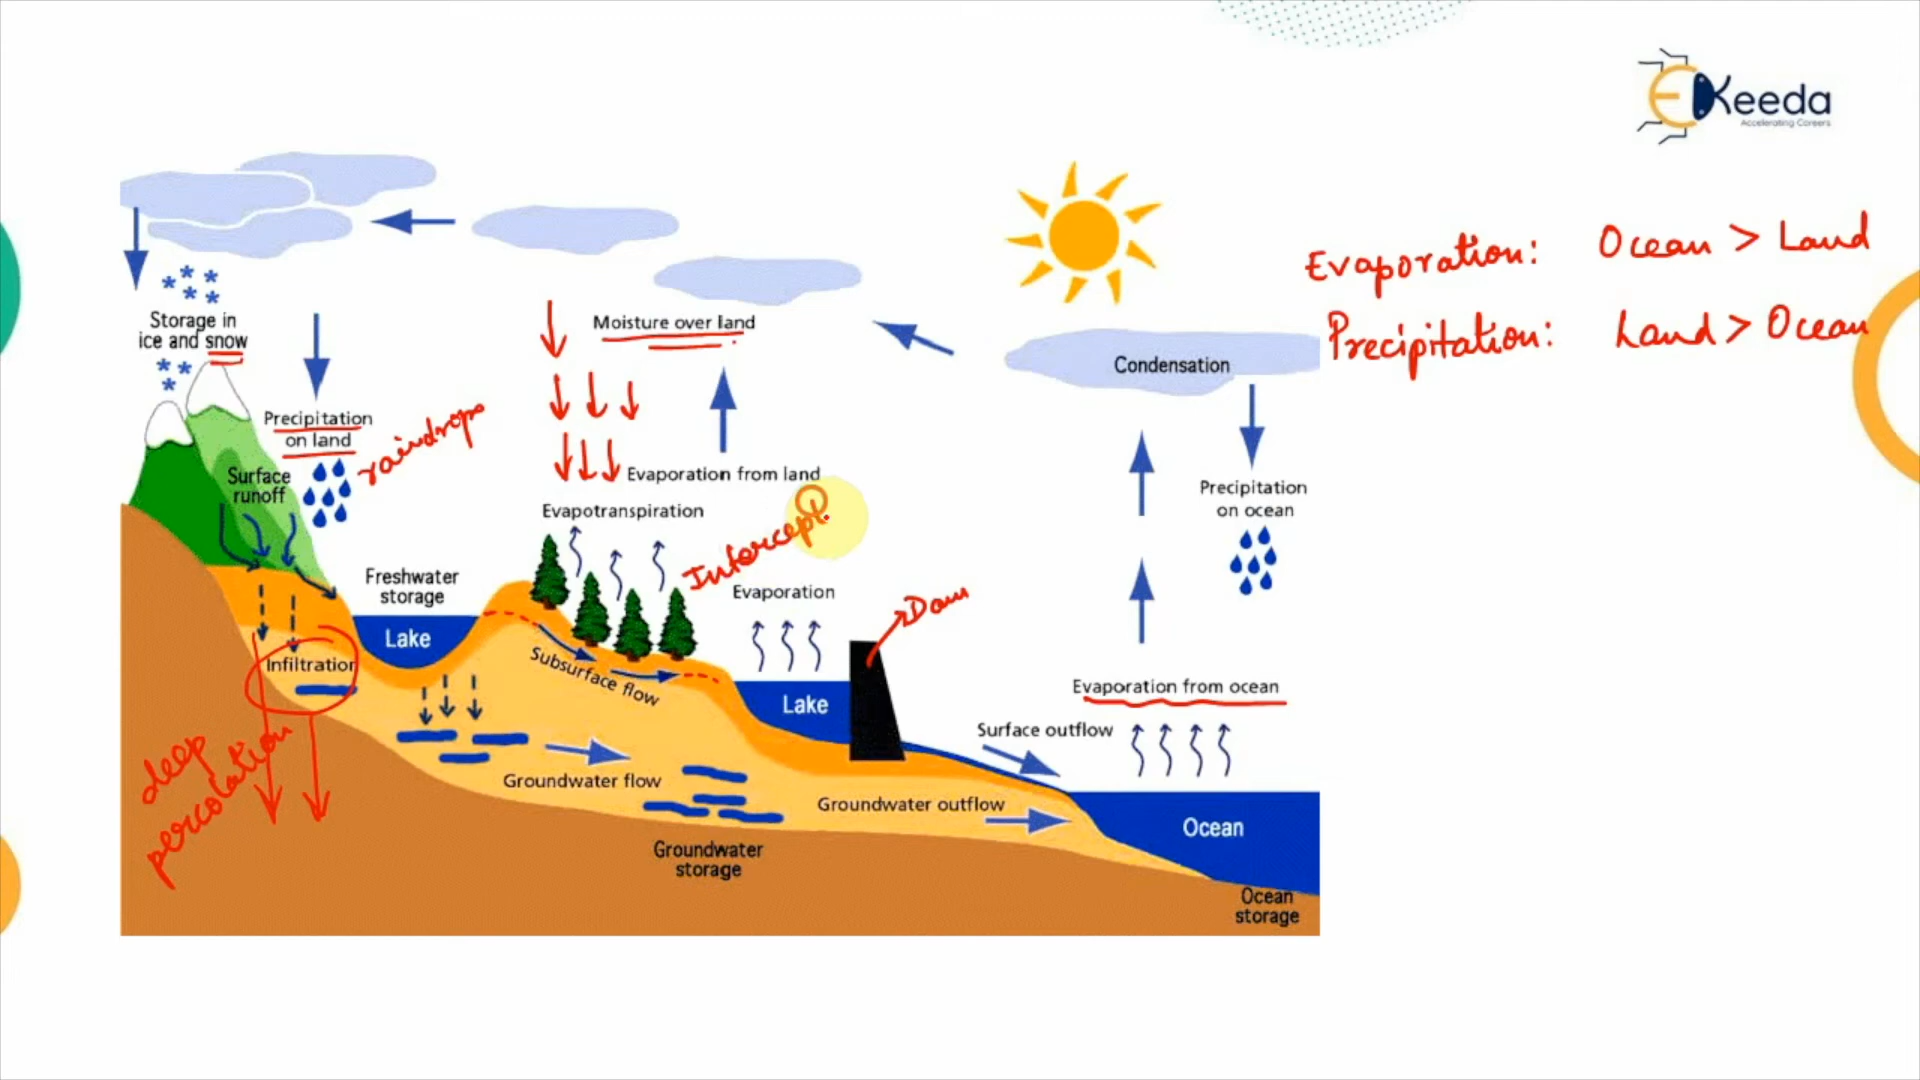 EKeeda
Accelerating Careers
Evaporation: Ocean > Land
Precipitation: Land > Ocean
Storage in
ice and snow
Moisture over land
Condensation
Precipitation
on land
raindrops
Surface
runoff
Evaporation from land
Evapotranspiration
Precipitation
on ocean
Intercept
Freshwater
storage
Evaporation
Dam
Lake
Infiltration
Subsurface flow
Lake
Evaporation from ocean
Surface outflow
deep
percolation
Groundwater flow
Groundwater outflow
Ocean
Groundwater
storage
Ocean
storage